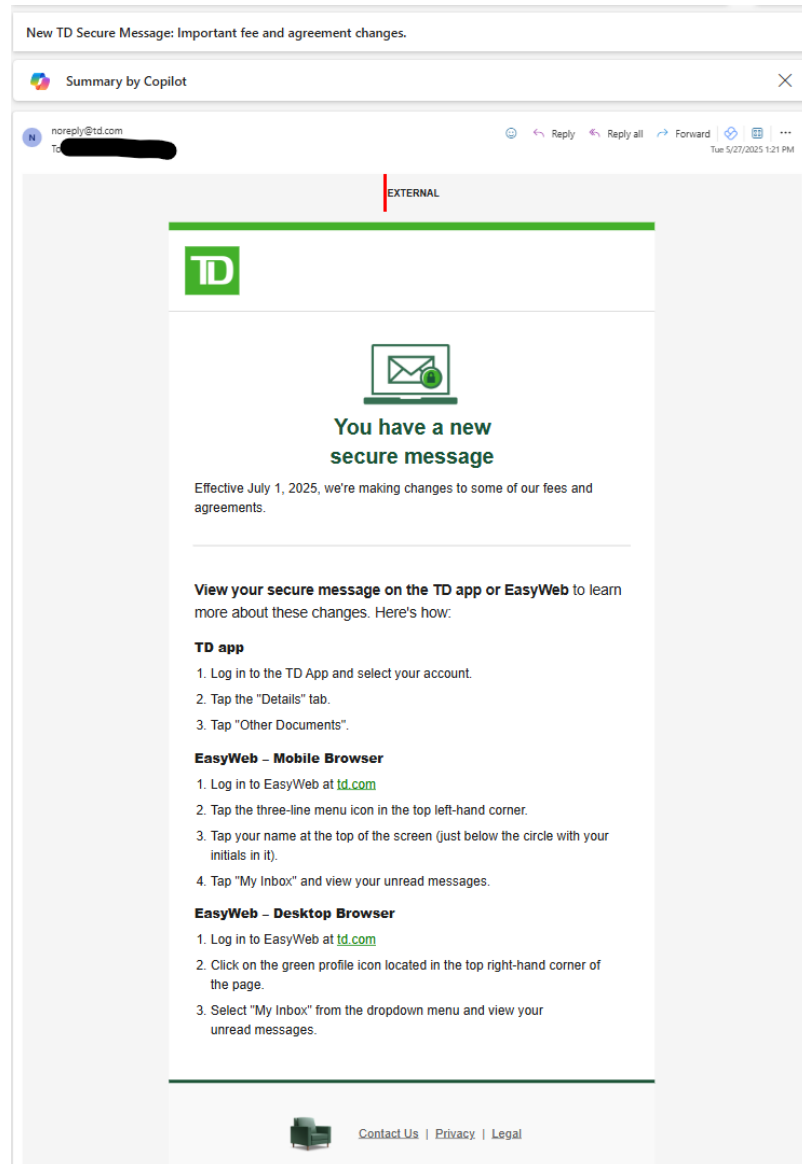 New TD Secure Message: Important fee and agreement changes.
Summary by Copilot
N
noreply@td.com
To
Reply Reply all Forward
Tue 5/27/2025 1:21 PM
EXTERNAL
TD
You have a new
secure message
Effective July 1, 2025, we're making changes to some of our fees and
agreements.
View your secure message on the TD app or EasyWeb to learn
more about these changes. Here's how:
TD app
1. Log in to the TD App and select your account.
2. Tap the "Details" tab.
3. Tap "Other Documents".
EasyWeb – Mobile Browser
1. Log in to EasyWeb at td.com
2. Tap the three-line menu icon in the top left-hand corner.
3. Tap your name at the top of the screen (just below the circle with your
initials in it).
4. Tap "My Inbox" and view your unread messages.
EasyWeb – Desktop Browser
1. Log in to EasyWeb at td.com
2. Click on the green profile icon located in the top right-hand corner of
the page.
3. Select "My Inbox" from the dropdown menu and view your
unread messages.
Contact Us | Privacy | Legal